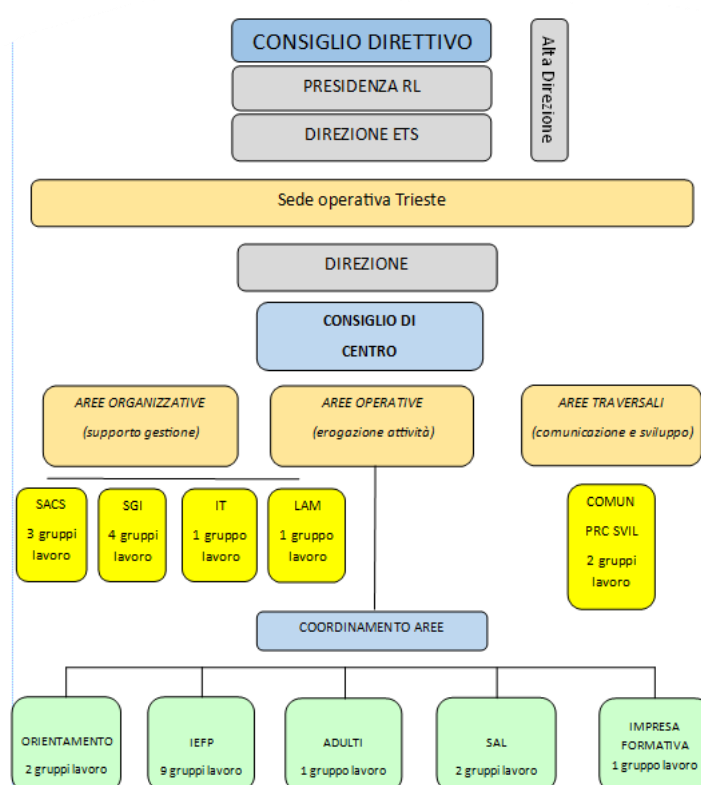 CONSIGLIO DIRETTIVO
Alta Direzione
PRESIDENZA RL
DIREZIONE ETS
Sede operativa Trieste
DIREZIONE
CONSIGLIO DI
CENTRO
AREE ORGANIZZATIVE
(supporto gestione)
AREE OPERATIVE
(erogazione attività)
AREE TRAVERSALI
(comunicazione e sviluppo)
SACS
3 gruppi
lavoro
SGI
4 gruppi
lavoro
IT
1 gruppo
lavoro
LAM
1 gruppo
lavoro
COMUN
PRC SVIL
2 gruppi
lavoro
COORDINAMENTO AREE
ORIENTAMENTO
2 gruppi lavoro
IEFP
9 gruppi lavoro
ADULTI
1 gruppo lavoro
SAL
2 gruppi lavoro
IMPRESA
FORMATIVA
1 gruppo lavoro